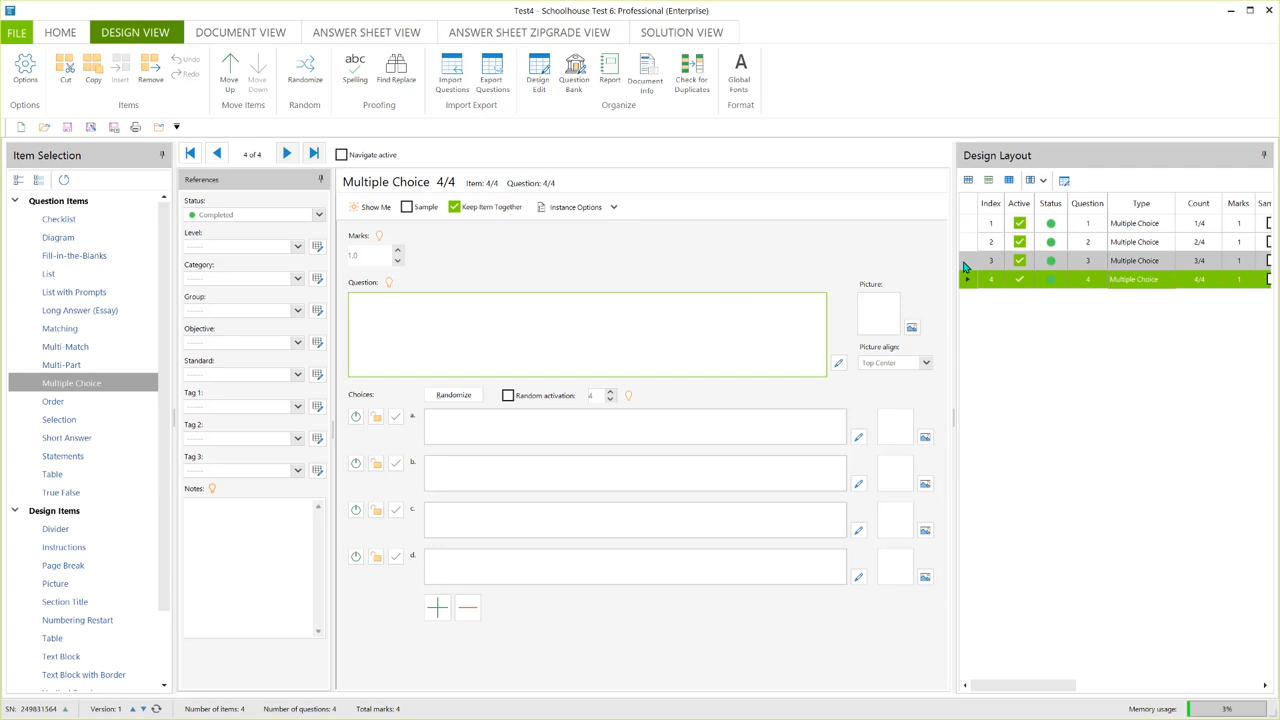 Test4 - Schoolhouse Test 6: Professional (Enterprise)
FILE HOME DESIGN VIEW DOCUMENT VIEW ANSWER SHEET VIEW ANSWER SHEET ZIPGRADE VIEW SOLUTION VIEW
Options
Cut
Copy
Insert
Remove
Undo
Redo
Move Up
Move Down
Randomize
Spelling
Find Replace
Import Questions
Export Questions
Design Edit
Question Bank
Report
Document Info
Check for Duplicates
Global Fonts
Options Items Move Items Random Proofing Import Export Organize Format
Item Selection
Question Items
Checklist
Diagram
Fill-in-the-Blanks
List
List with Prompts
Long Answer (Essay)
Matching
Multi-Match
Multi-Part
Multiple Choice
Order
Selection
Short Answer
Statements
Table
True False
Design Items
Divider
Instructions
Page Break
Picture
Section Title
Numbering Restart
Table
Text Block
Text Block with Border
4 of 4
Navigate active
References
Status:
Completed
Level:
Category:
Group:
Objective:
Standard:
Tag 1:
Tag 2:
Tag 3:
Notes:
Multiple Choice 4/4 Item: 4/4 Question: 4/4
Show Me Sample Keep Item Together Instance Options
Marks:
1.0
Question:
Picture:
Picture align:
Top Center
Choices: Randomize Random activation: 4
a.
b.
c.
d.
Design Layout
Index Active Status Question Type Count Marks San
1 1 Multiple Choice 1/4 1
2 2 Multiple Choice 2/4 1
3 3 Multiple Choice 3/4 1
4 4 Multiple Choice 4/4 1
SN: 249831564 Version: 1 Number of items: 4 Number of questions: 4 Total marks: 4 Memory usage: 3%